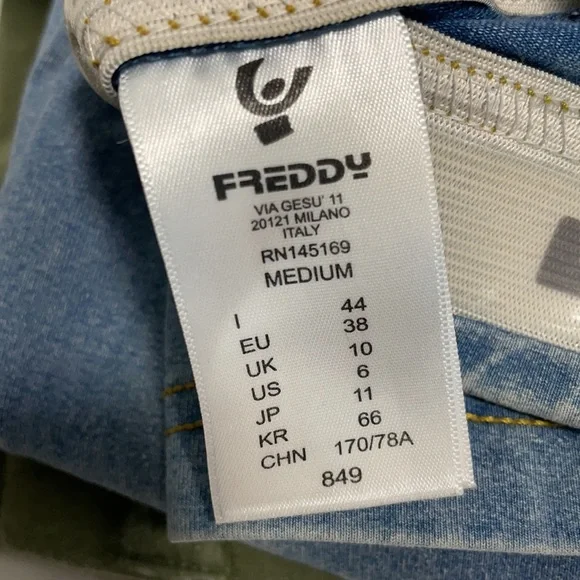 FREDDY
VIA GESU' 11
20121 MILANO
ITALY
RN145169
MEDIUM
I 44
EU 38
UK 10
US 6
JP 11
KR 66
CHN 170/78A
849